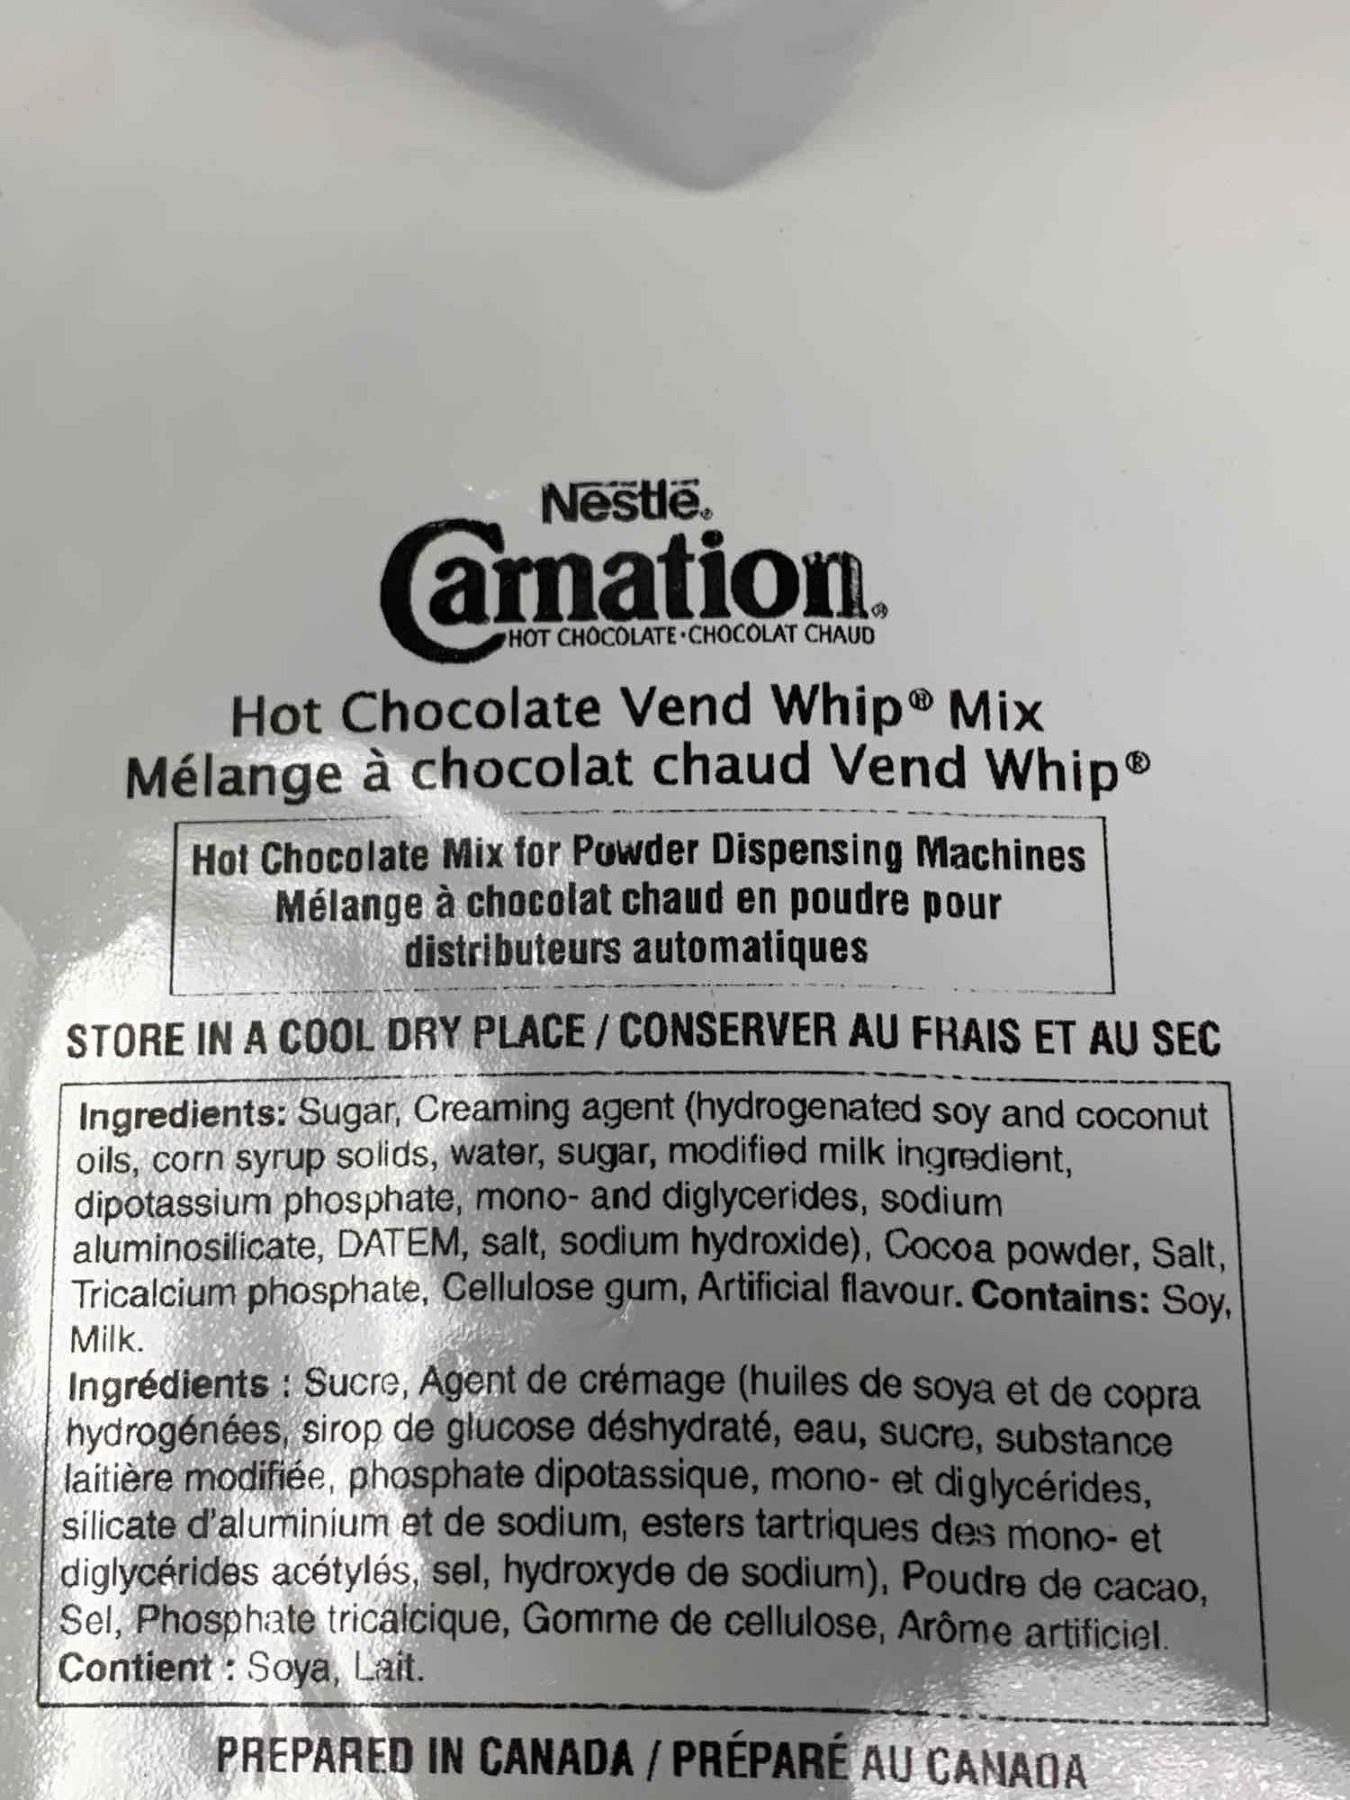 Nestlé®
Carnation®
HOT CHOCOLATE•CHOCOLAT CHAUD
Hot Chocolate Vend Whip® Mix
Mélange à chocolat chaud Vend Whip®
Hot Chocolate Mix for Powder Dispensing Machines
Mélange à chocolat chaud en poudre pour
distributeurs automatiques
STORE IN A COOL DRY PLACE / CONSERVER AU FRAIS ET AU SEC
Ingredients: Sugar, Creaming agent (hydrogenated soy and coconut
oils, corn syrup solids, water, sugar, modified milk ingredient,
dipotassium phosphate, mono- and diglycerides, sodium
aluminosilicate, DATEM, salt, sodium hydroxide), Cocoa powder, Salt,
Tricalcium phosphate, Cellulose gum, Artificial flavour. Contains: Soy,
Milk.
Ingrédients : Sucre, Agent de crémage (huiles de soya et de copra
hydrogénées, sirop de glucose déshydraté, eau, sucre, substance
laitière modifiée, phosphate dipotassique, mono- et diglycérides,
silicate d'aluminium et de sodium, esters tartriques des mono- et
diglycérides acétylés, sel, hydroxyde de sodium), Poudre de cacao,
Sel, Phosphate tricalcique, Gomme de cellulose, Arôme artificiel.
Contient : Soya, Lait.
PREPARED IN CANADA / PRÉPARÉ AU CANADA